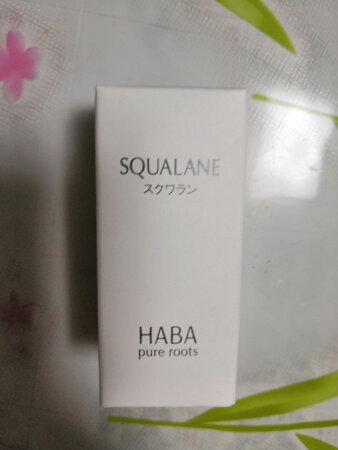 SQUALANE
スクワラン
HABA
pure roots